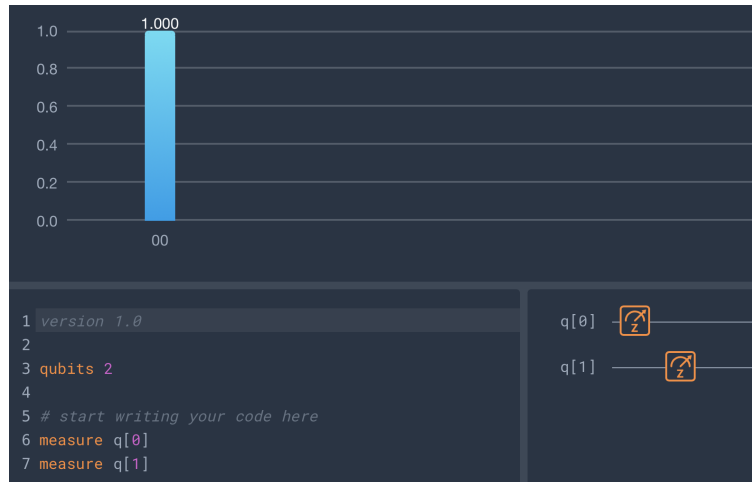 1.000
1.0
0.8
0.6
0.4
0.2
0.0
00
1 version 1.0
2
3 qubits 2
4
5 # start writing your code here
6 measure q[0]
7 measure q[1]
q[0] Z
q[1] Z